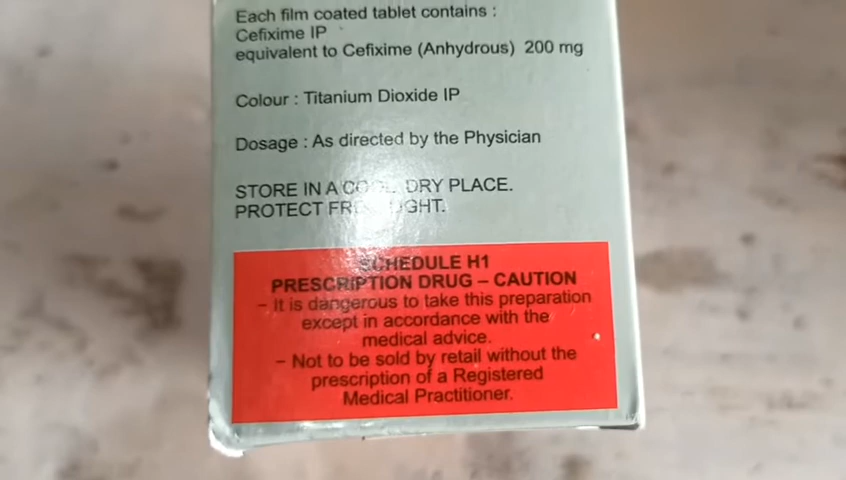 Each film coated tablet contains :
Cefixime IP
equivalent to Cefixime (Anhydrous) 200 mg
Colour : Titanium Dioxide IP
Dosage : As directed by the Physician
STORE IN A COOL DRY PLACE.
PROTECT FROM LIGHT.
SCHEDULE H1
PRESCRIPTION DRUG – CAUTION
– It is dangerous to take this preparation
except in accordance with the
medical advice.
– Not to be sold by retail without the
prescription of a Registered
Medical Practitioner.